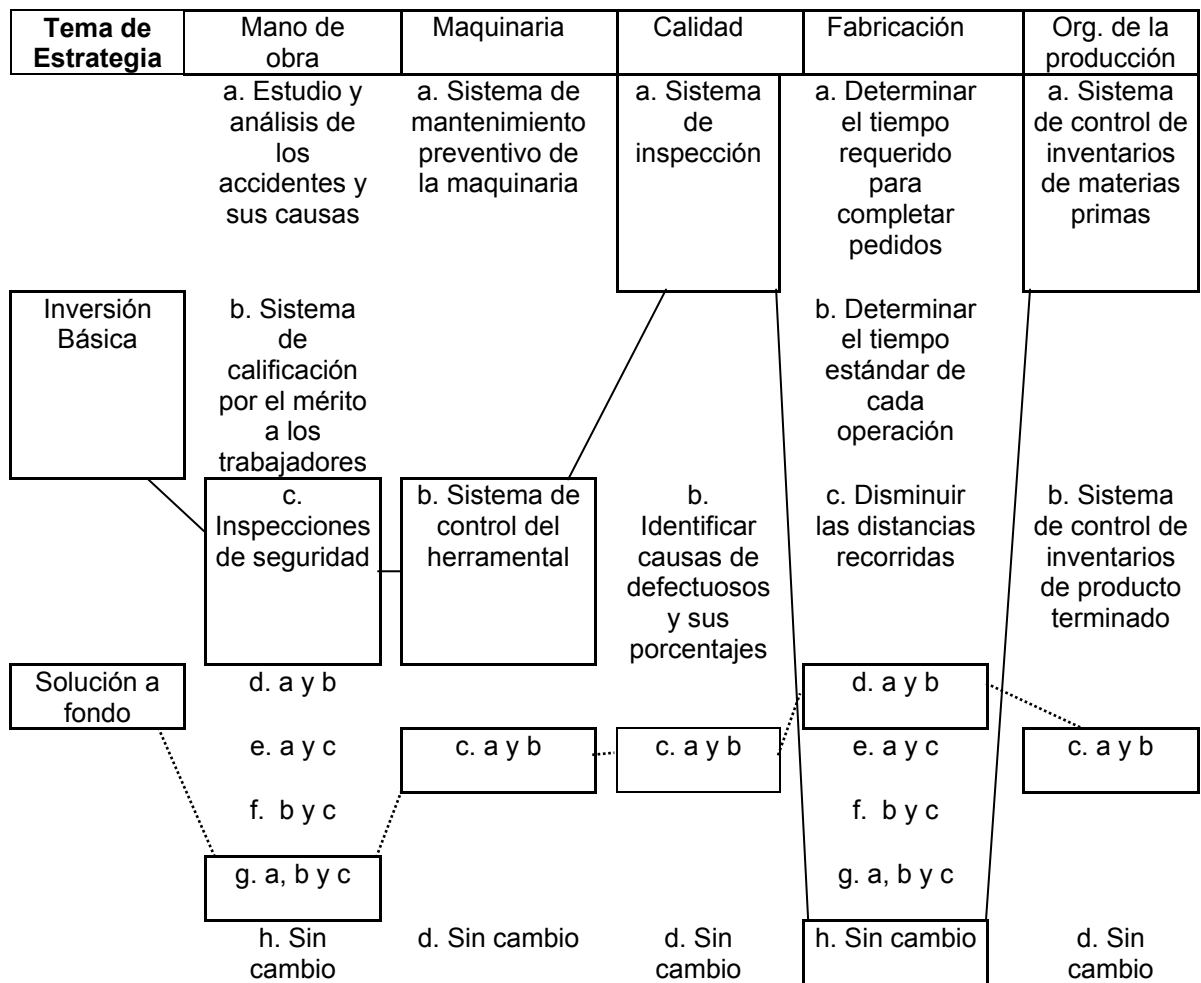 Tema de
Estrategia
Mano de
obra
Maquinaria
Calidad
Fabricación
Org. de la
producción
a. Estudio y
análisis de
los
accidentes y
sus causas
a. Sistema de
mantenimiento
preventivo de
la maquinaria
a. Sistema
de
inspección
a. Determinar
el tiempo
requerido
para
completar
pedidos
a. Sistema
de control de
inventarios
de materias
primas
Inversión
Básica
b. Sistema
de
calificación
por el mérito
a los
trabajadores
b. Determinar
el tiempo
estándar de
cada
operación
c.
Inspecciones
de seguridad
b. Sistema de
control del
herramental
b.
Identificar
causas de
defectuosos
y sus
porcentajes
c. Disminuir
las distancias
recorridas
b. Sistema
de control de
inventarios
de producto
terminado
Solución a
fondo
d. a y b
d. a y b
e. a y c
c. a y b
c. a y b
e. a y c
c. a y b
f. b y c
f. b y c
g. a, b y c
g. a, b y c
h. Sin
cambio
d. Sin cambio
d. Sin
cambio
h. Sin cambio
d. Sin
cambio